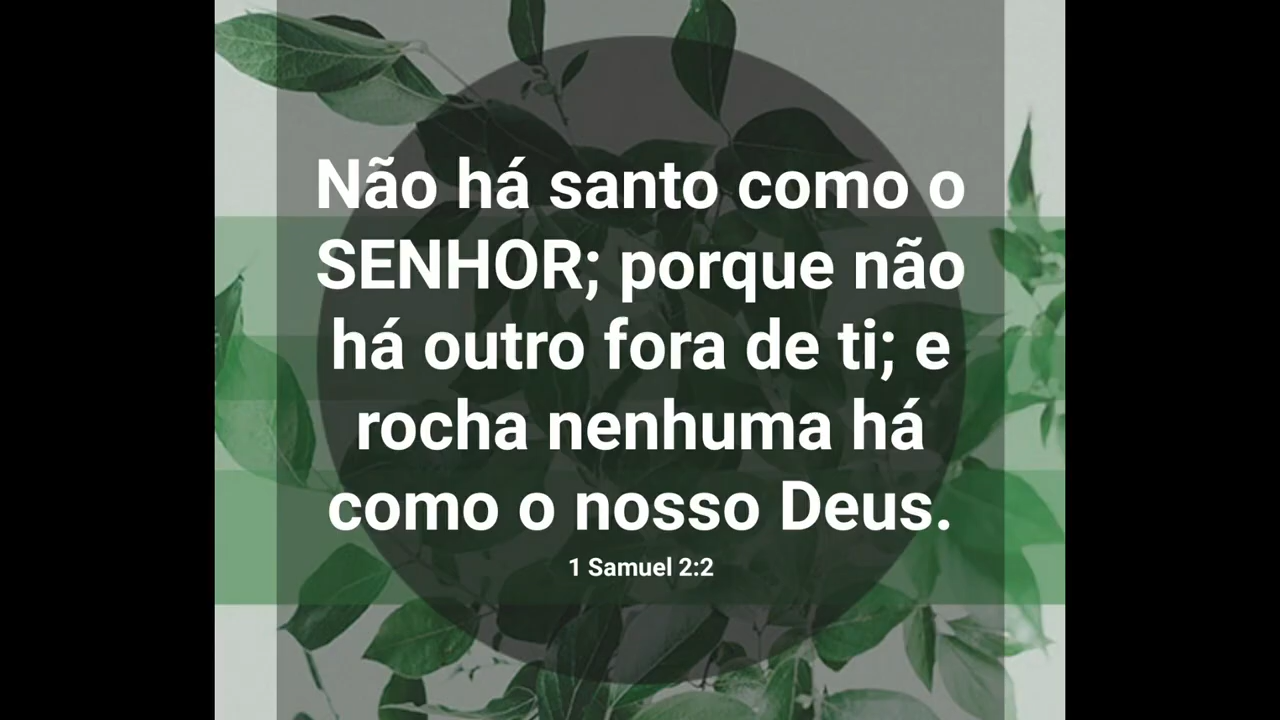 Não há santo como o
SENHOR; porque não
há outro fora de ti; e
rocha nenhuma há
como o nosso Deus.
1 Samuel 2:2